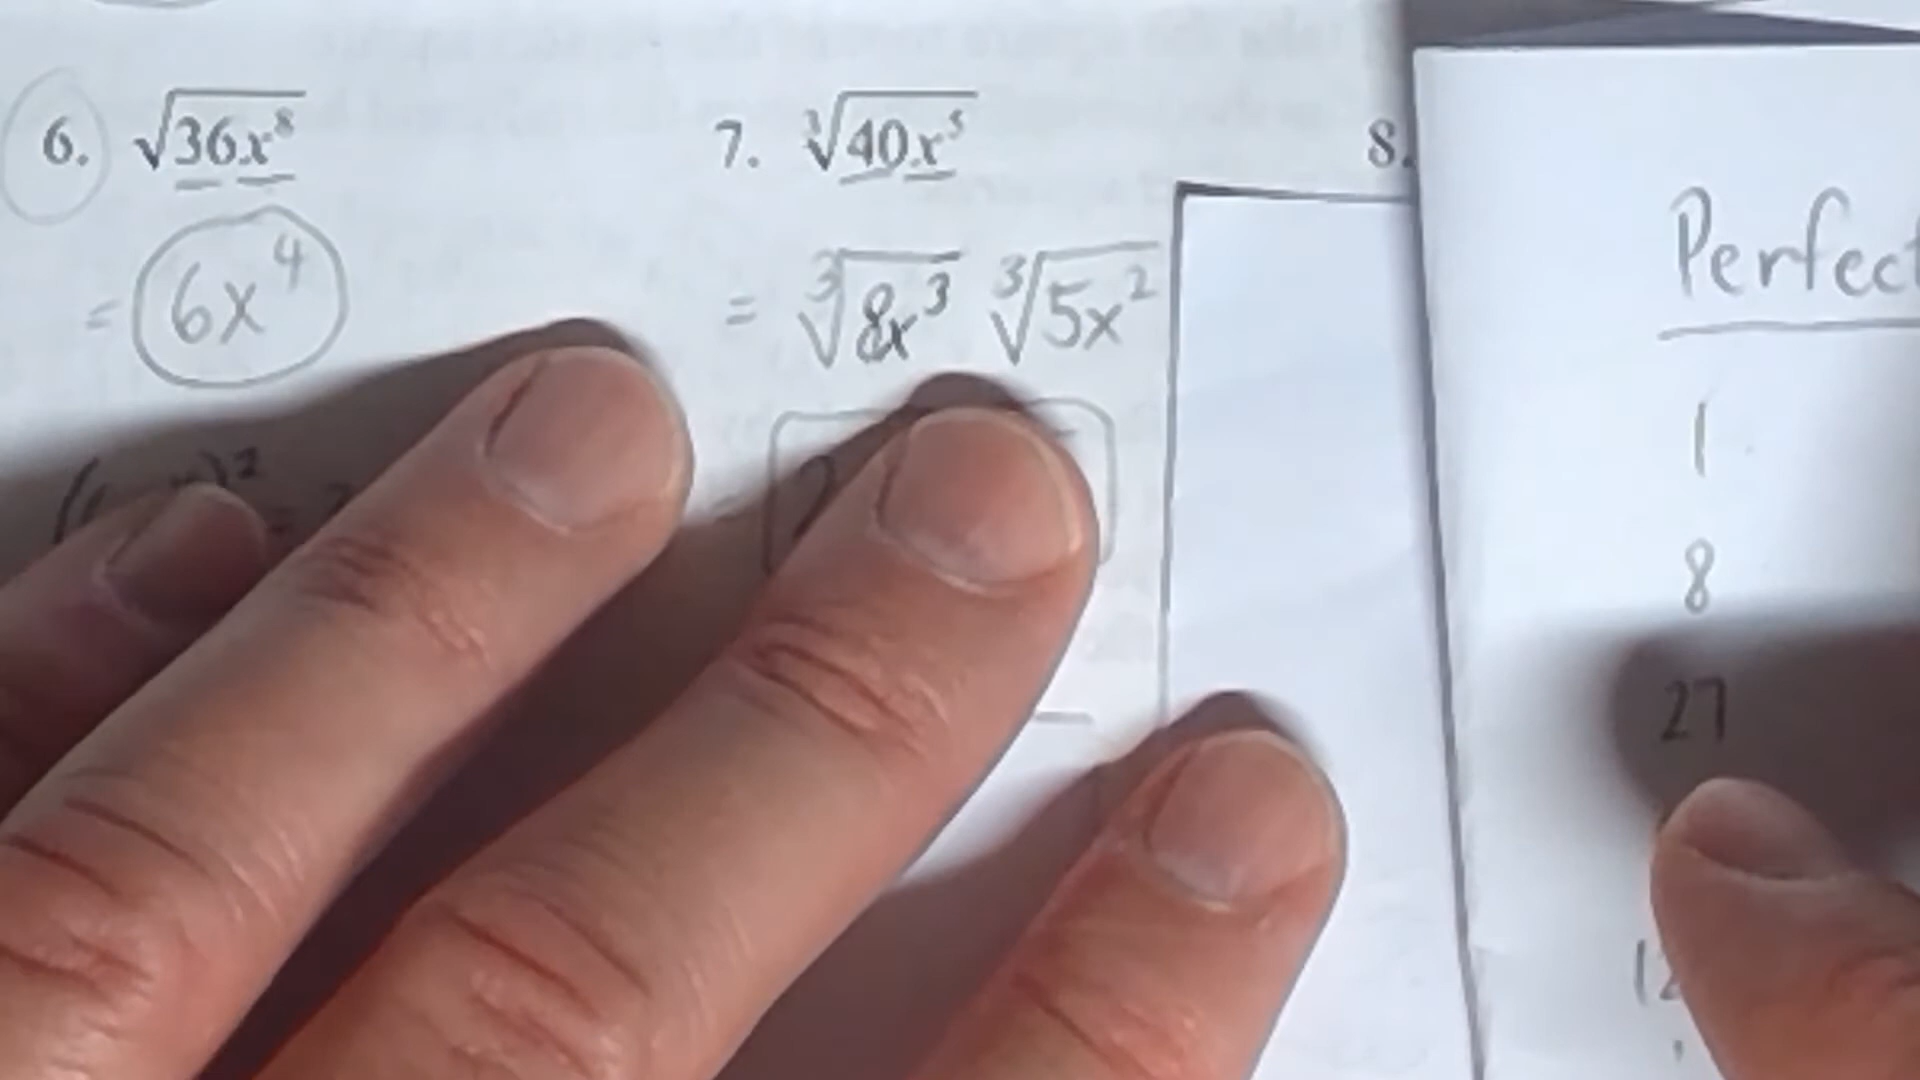 6. √36x⁸
= 6x⁴
7. ∛40x⁵
= ∛8x³ ∛5x²
8.
Perfect
1
8
27